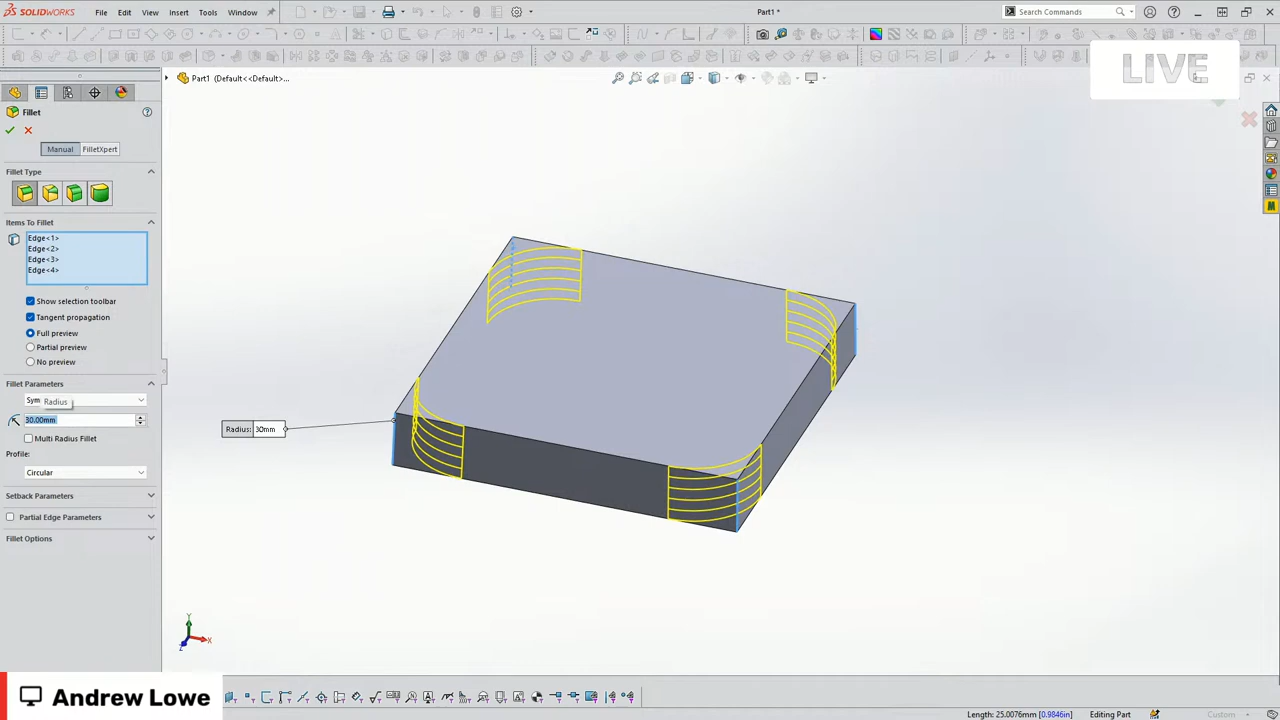 SOLIDWORKS
File
Edit
View
Insert
Tools
Window
Part1 *
Search Commands
LIVE
Part1 (Default<<Default>...
Fillet
Manual
FilletXpert
Fillet Type
Items To Fillet
Edge<1>
Edge<2>
Edge<3>
Edge<4>
Show selection toolbar
Tangent propagation
Full preview
Partial preview
No preview
Fillet Parameters
Sym
Radius
30.00mm
Radius: 30mm
Multi Radius Fillet
Profile:
Circular
Setback Parameters
Partial Edge Parameters
Fillet Options
Y
X
Z
Andrew Lowe
Length: 25.0076mm [0.9846in]
Editing Part
Custom